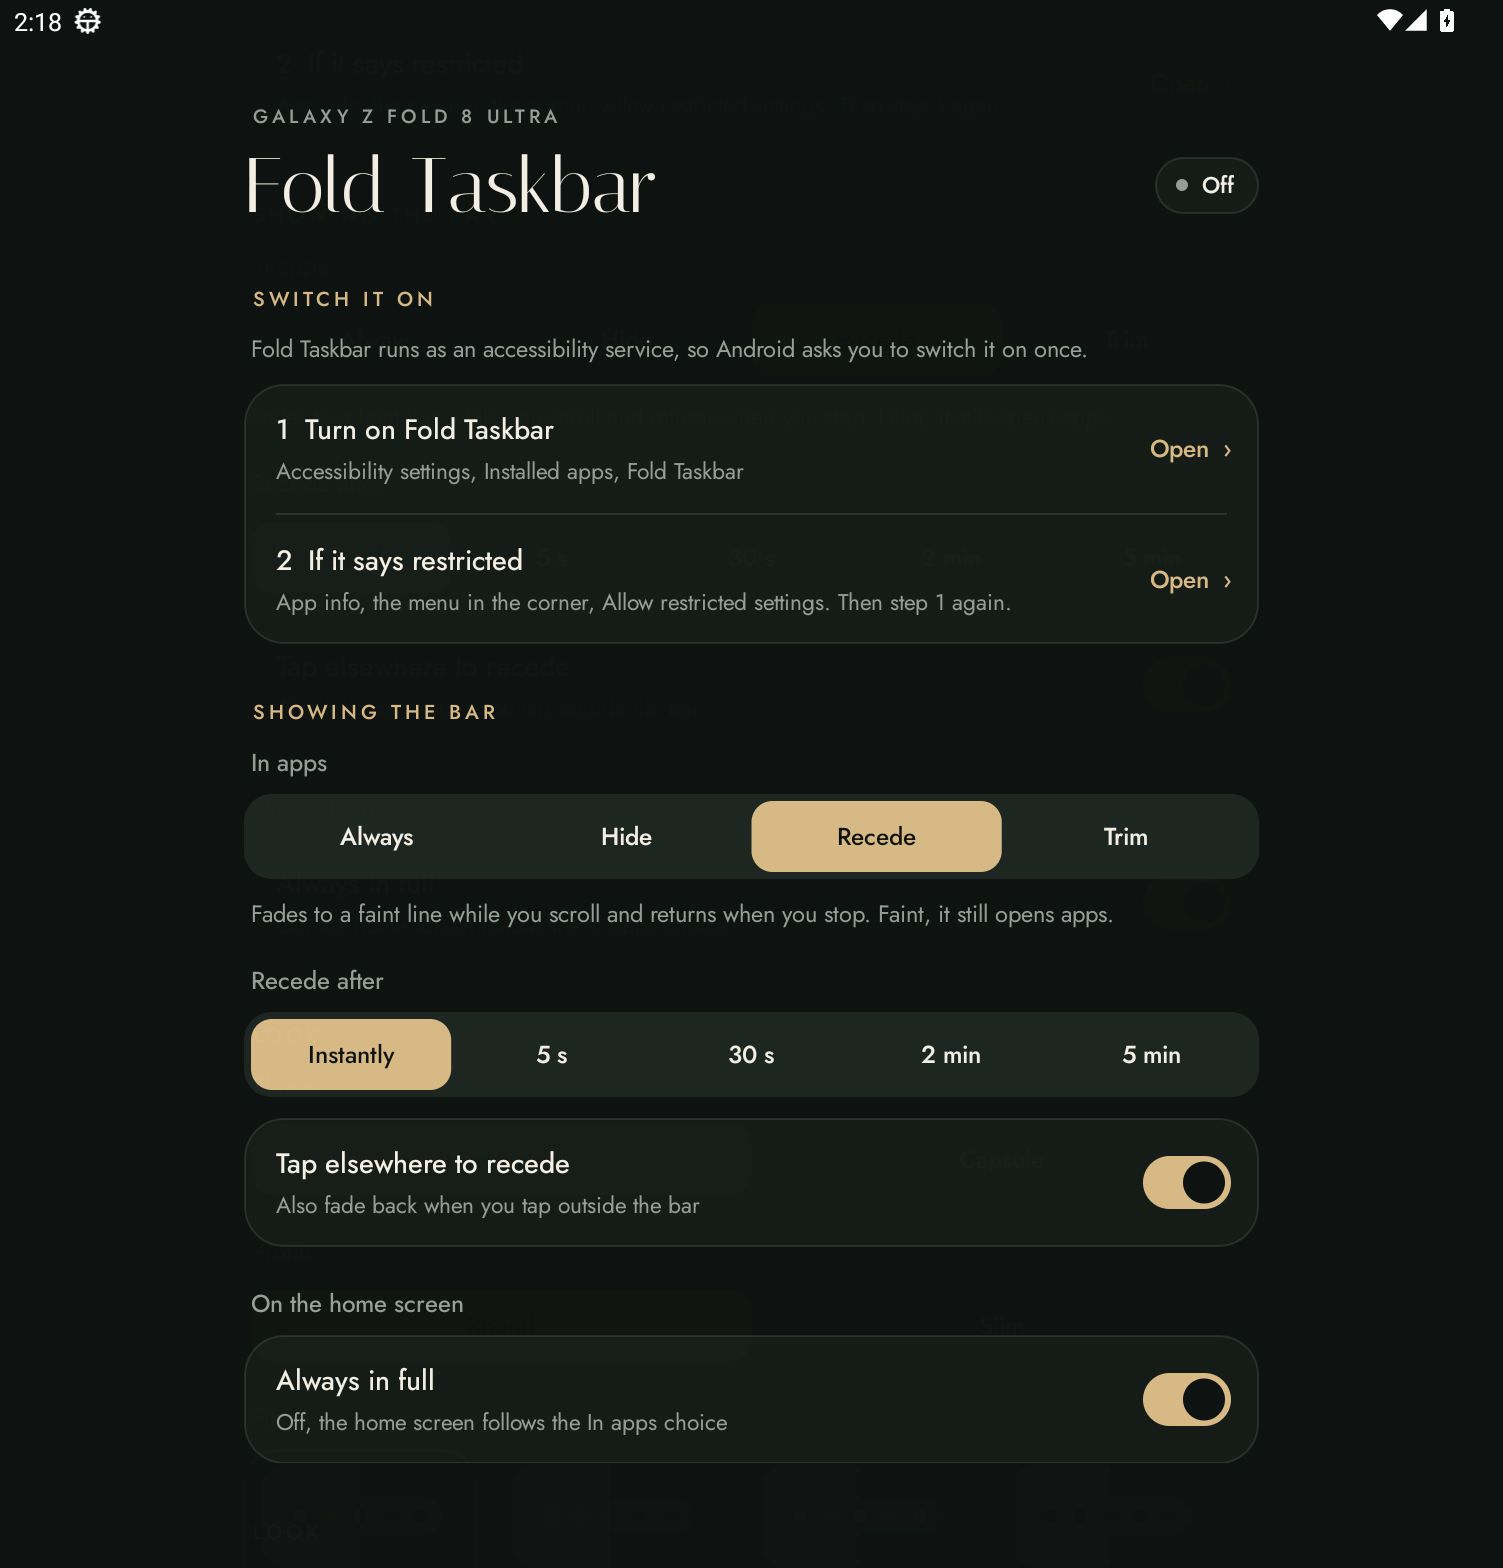 2:18
GALAXY Z FOLD 8 ULTRA
Fold Taskbar
Off
SWITCH IT ON
Fold Taskbar runs as an accessibility service, so Android asks you to switch it on once.
1 Turn on Fold Taskbar
Accessibility settings, Installed apps, Fold Taskbar
Open ›
2 If it says restricted
App info, the menu in the corner, Allow restricted settings. Then step 1 again.
Open ›
SHOWING THE BAR
In apps
Always Hide Recede Trim
Fades to a faint line while you scroll and returns when you stop. Faint, it still opens apps.
Recede after
Instantly 5 s 30 s 2 min 5 min
Tap elsewhere to recede
Also fade back when you tap outside the bar
On the home screen
Always in full
Off, the home screen follows the In apps choice
LOOK